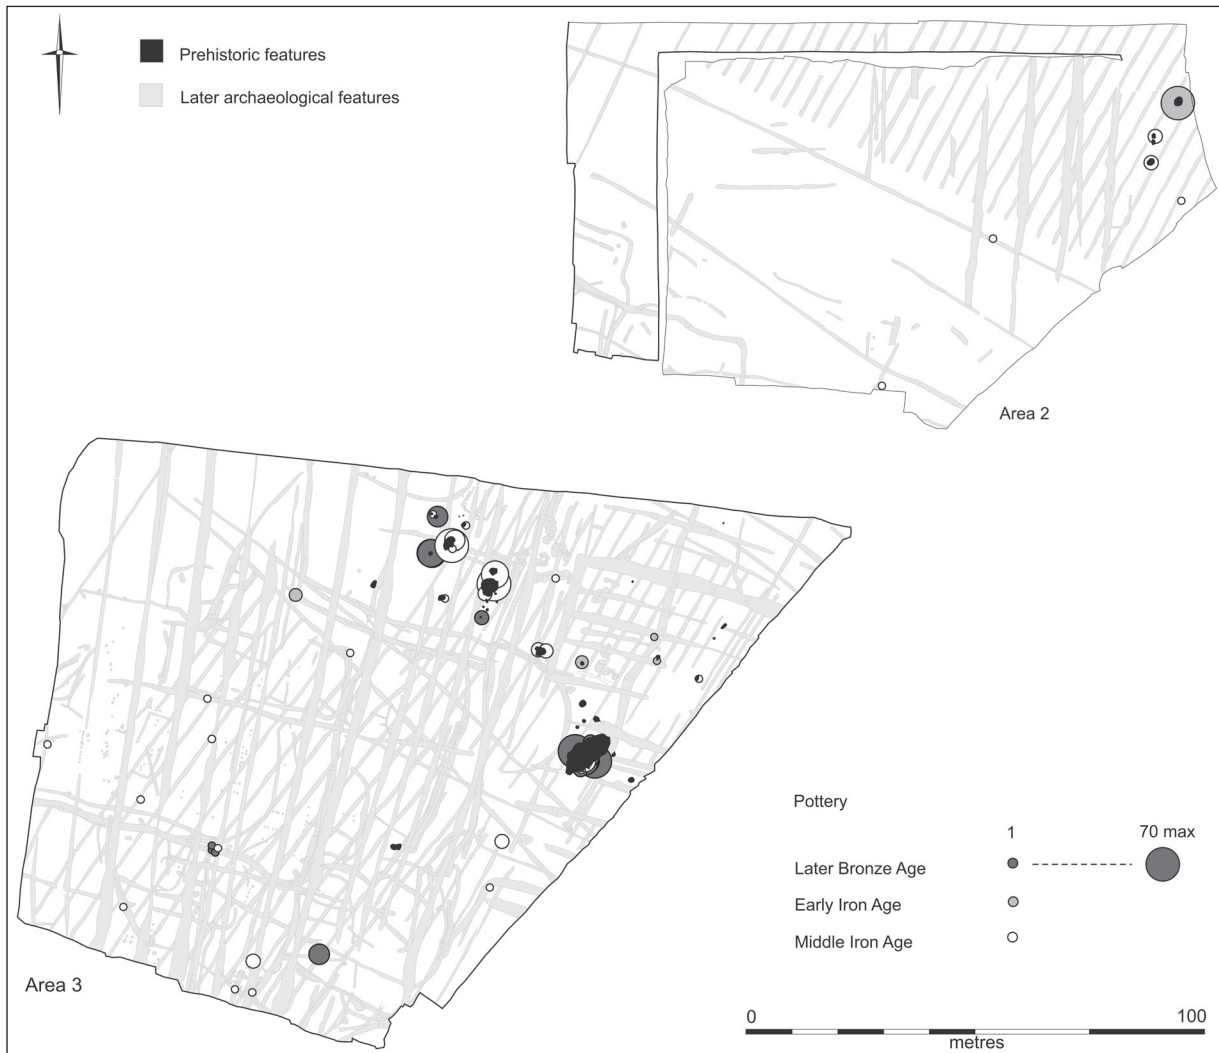 Prehistoric features
Later archaeological features
Area 2
Area 3
Pottery
1 70 max
Later Bronze Age
Early Iron Age
Middle Iron Age
0 100
metres